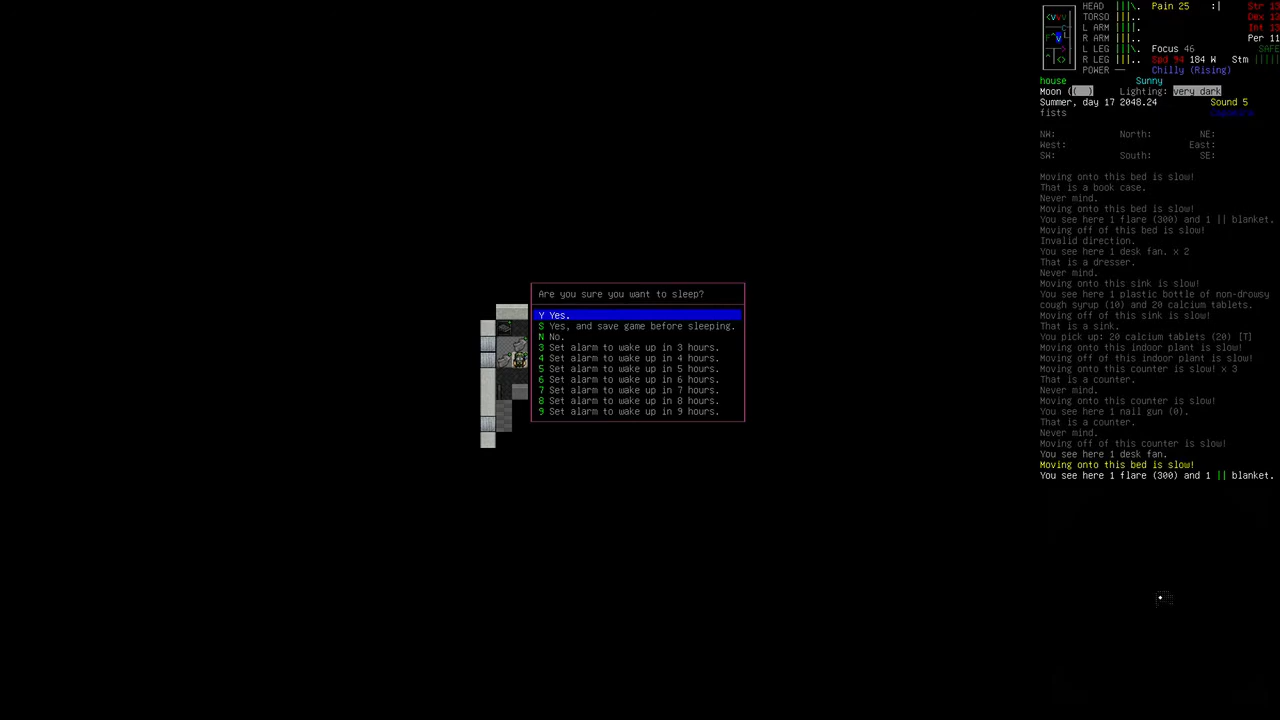 HEAD |||\. Pain 25 :|
TORSO |||..
L ARM ||||.
R ARM |||..
Per 11
L LEG |||\. Focus 46 SAFE
R LEG |||.. Spd 94 184 W Stm |||||
POWER -- Chilly (Rising)
house Sunny
Moon (  ) Lighting: very dark
Summer, day 17 2048.24 Sound 5
fists
NW: North: NE:
West: East:
SW: South: SE:
Moving onto this bed is slow!
That is a book case.
Never mind.
Moving onto this bed is slow!
You see here 1 flare (300) and 1 || blanket.
Moving off of this bed is slow!
Invalid direction.
You see here 1 desk fan. x 2
That is a dresser.
Never mind.
Moving onto this sink is slow!
You see here 1 plastic bottle of non-drowsy
cough syrup (10) and 20 calcium tablets.
Moving off of this sink is slow!
That is a sink.
You pick up: 20 calcium tablets (20) [T]
Moving onto this indoor plant is slow!
Moving off of this indoor plant is slow!
Moving onto this counter is slow! x 3
That is a counter.
Never mind.
Moving onto this counter is slow!
You see here 1 nail gun (0).
That is a counter.
Never mind.
Moving off of this counter is slow!
You see here 1 desk fan.
Moving onto this bed is slow!
You see here 1 flare (300) and 1 || blanket.
Are you sure you want to sleep?
Y Yes.
S Yes, and save game before sleeping.
N No.
3 Set alarm to wake up in 3 hours.
4 Set alarm to wake up in 4 hours.
5 Set alarm to wake up in 5 hours.
6 Set alarm to wake up in 6 hours.
7 Set alarm to wake up in 7 hours.
8 Set alarm to wake up in 8 hours.
9 Set alarm to wake up in 9 hours.